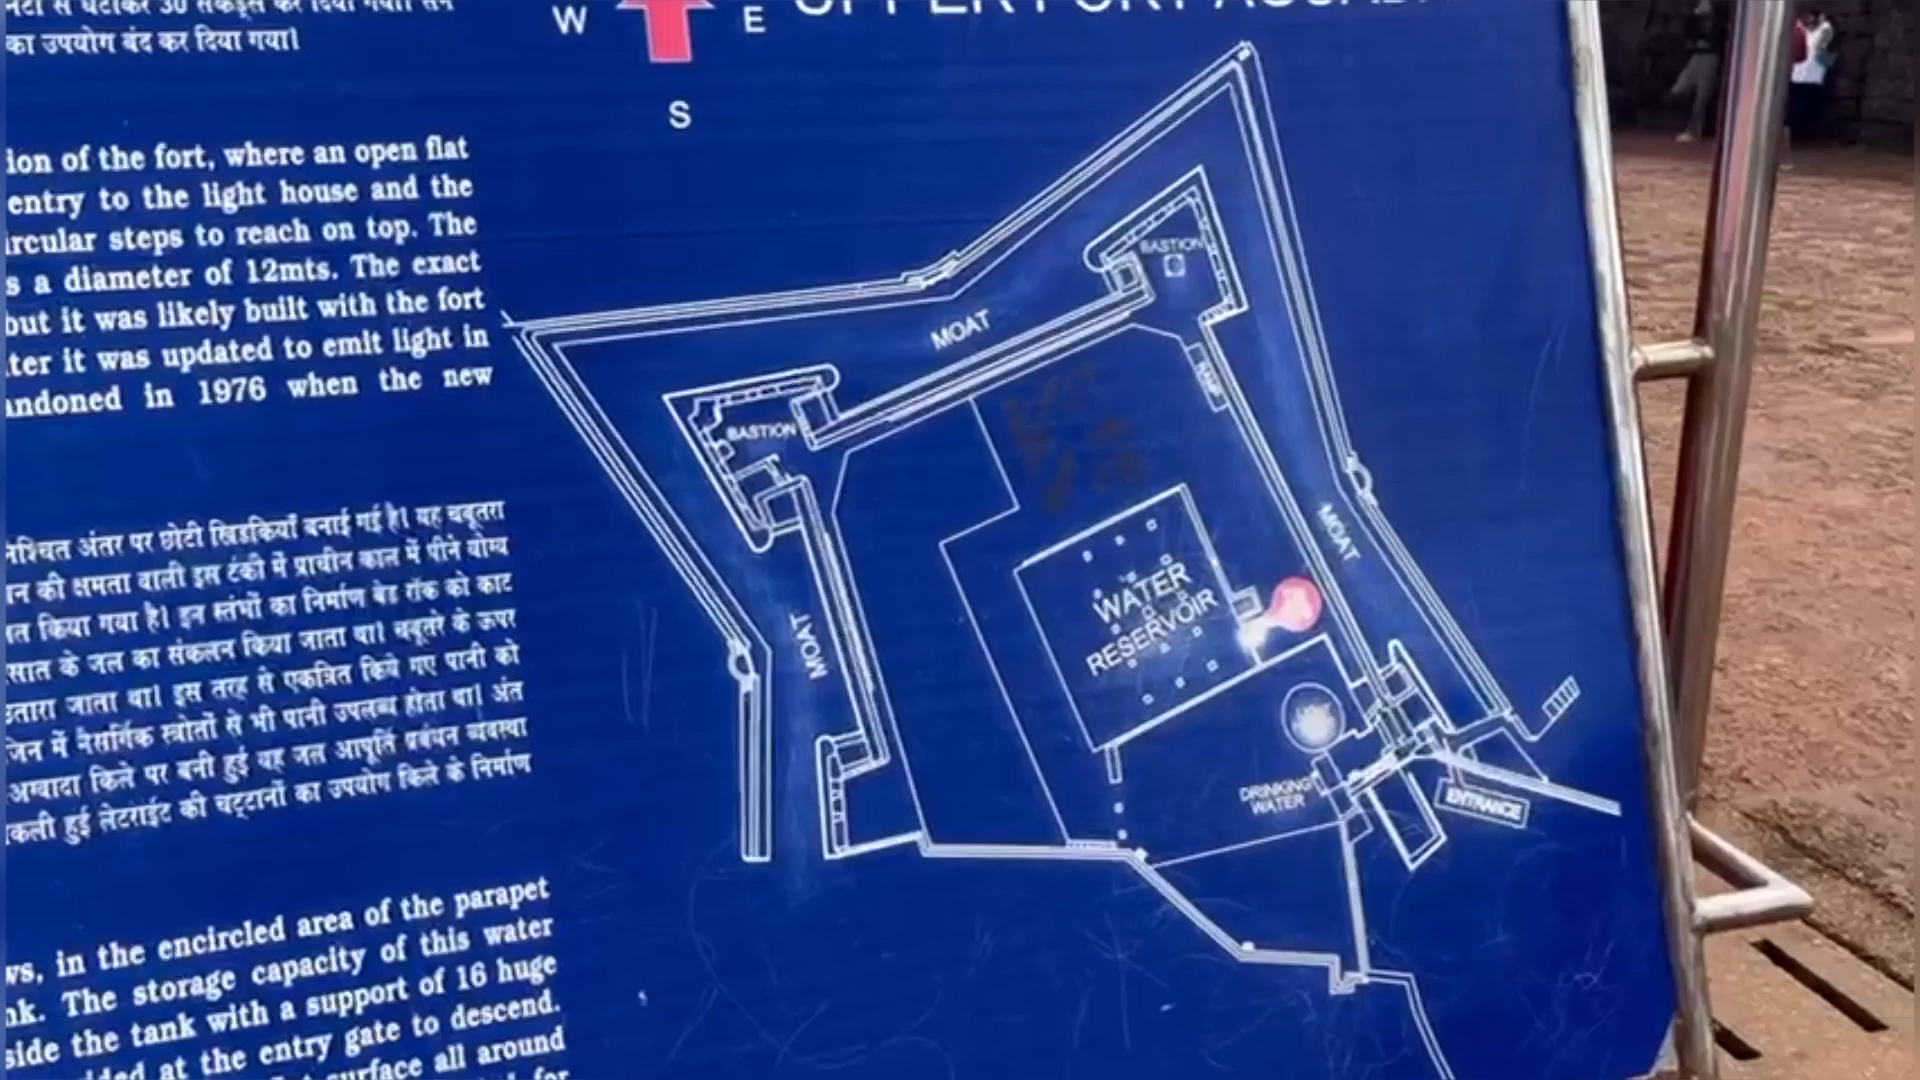 का उपयोग बंद कर दिया गया।
W E
UPPER FORT
S
ion of the fort, where an open flat
entry to the light house and the
rcular steps to reach on top. The
s a diameter of 12mts. The exact
but it was likely built with the fort
ter it was updated to emit light in
andoned in 1976 when the new
BASTION
MOAT
BASTION
RAMP
MOAT
WATER
RESERVOIR
MOAT
DRINKING
WATER
ENTRANCE
निश्चित अंतर पर छोटी खिडकियाँ बनाई गई है। यह चबूतरा
न की क्षमता वाली इस टंकी में प्राचीन काल में पीने योग्य
त किया गया है। इन स्तंभों का निर्माण बेड रॉक को काट
सात के जल का संकलन किया जाता था। चबूतरे के ऊपर
उतारा जाता था। इस तरह से एकत्रित किये गए पानी को
जिन में नैसर्गिक स्त्रोतों से भी पानी उपलब्ध होता था। अंत
अग्वादा किले पर बनी हुई यह जल आपूर्ति प्रबंधन व्यवस्था
कली हुई लेटराईट की चट्टानों का उपयोग किले के निर्माण
ws, in the encircled area of the parapet
nk. The storage capacity of this water
side the tank with a support of 16 huge
at the entry gate to descend.
surface all around
for